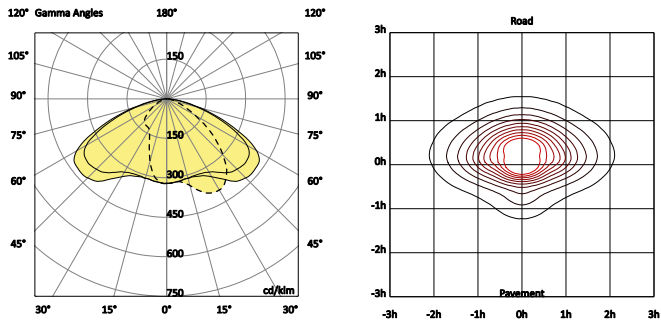 120° Gamma Angles 180° 120°
105° 150 105°
90° 90°
75° 150 75°
60° 300 60°
45° 450 45°
600
750 cd/klm
30° 15° 0° 15° 30°
3h Road
2h
1h
0h
-1h
-2h
-3h Pavement
-3h -2h -1h 0h 1h 2h 3h